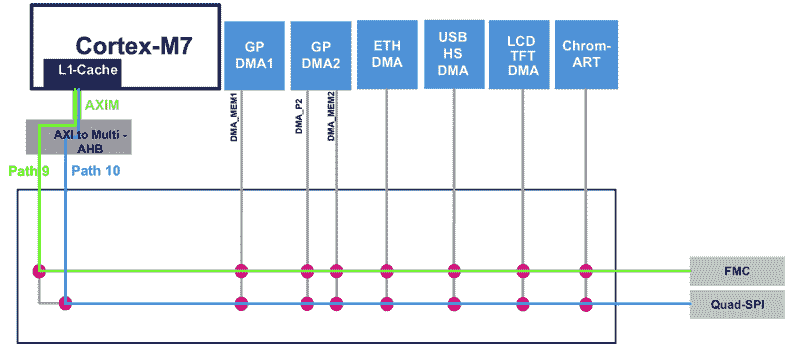 Cortex-M7
L1-Cache
GP
DMA1
GP
DMA2
ETH
DMA
USB
HS
DMA
LCD
TFT
DMA
Chrom-
ART
AXIM
DMA_MEM1
DMA_P2
DMA_MEM2
AXI to Multi -
AHB
Path 9
Path 10
FMC
Quad-SPI